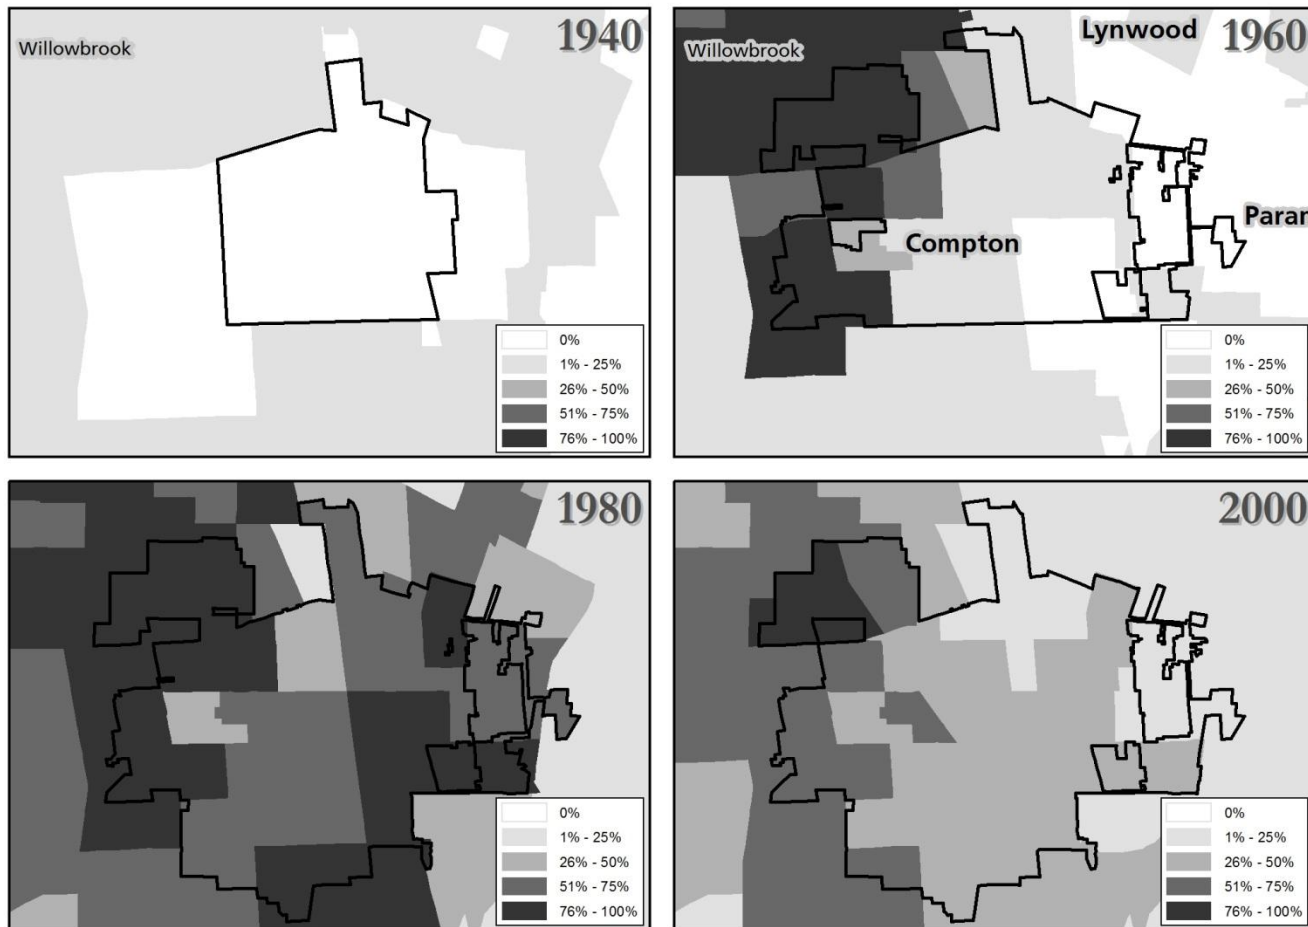 Willowbrook
1940
0%
1% - 25%
26% - 50%
51% - 75%
76% - 100%
Willowbrook
Lynwood
1960
Compton
Param
0%
1% - 25%
26% - 50%
51% - 75%
76% - 100%
1980
0%
1% - 25%
26% - 50%
51% - 75%
76% - 100%
2000
0%
1% - 25%
26% - 50%
51% - 75%
76% - 100%